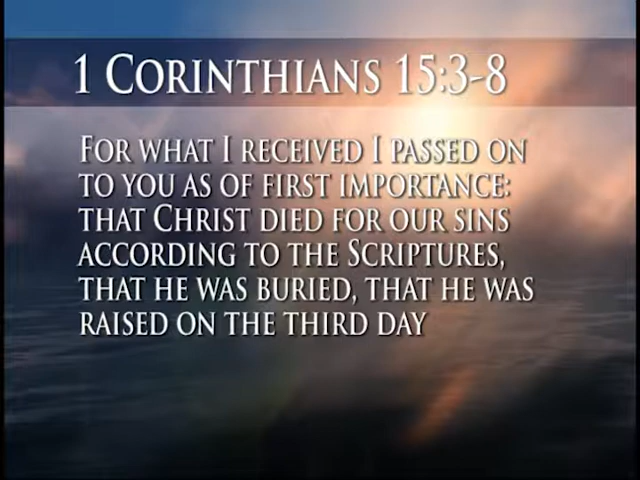 1 CORINTHIANS 15:3-8
FOR WHAT I RECEIVED I PASSED ON
TO YOU AS OF FIRST IMPORTANCE:
THAT CHRIST DIED FOR OUR SINS
ACCORDING TO THE SCRIPTURES,
THAT HE WAS BURIED, THAT HE WAS
RAISED ON THE THIRD DAY